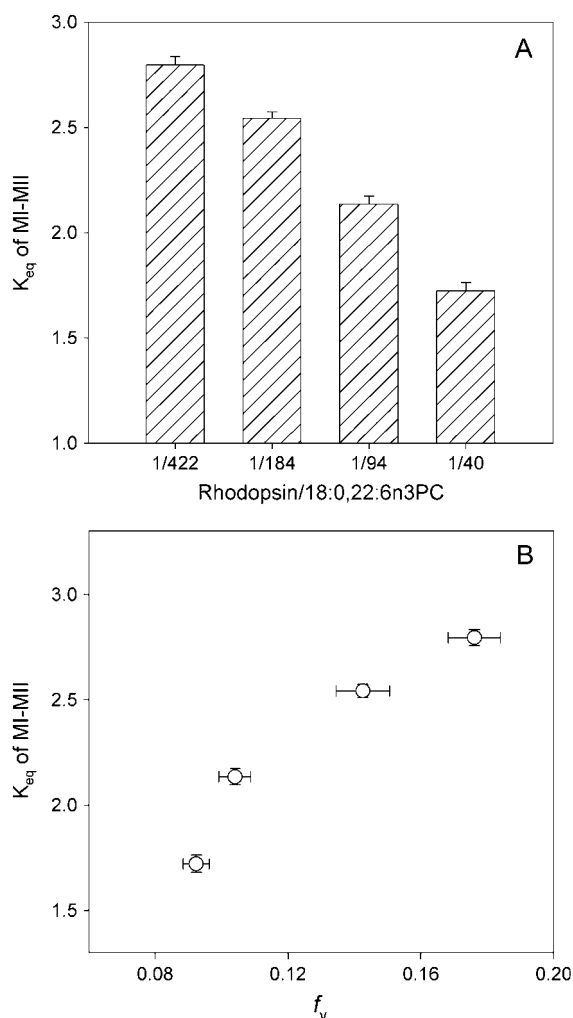 A
3.0
2.5
2.0
1.5
1.0
Keq of MI-MII
1/422 1/184 1/94 1/40
Rhodopsin/18:0,22:6n3PC
B
3.0
2.5
2.0
1.5
Keq of MI-MII
0.08 0.12 0.16 0.20
fv